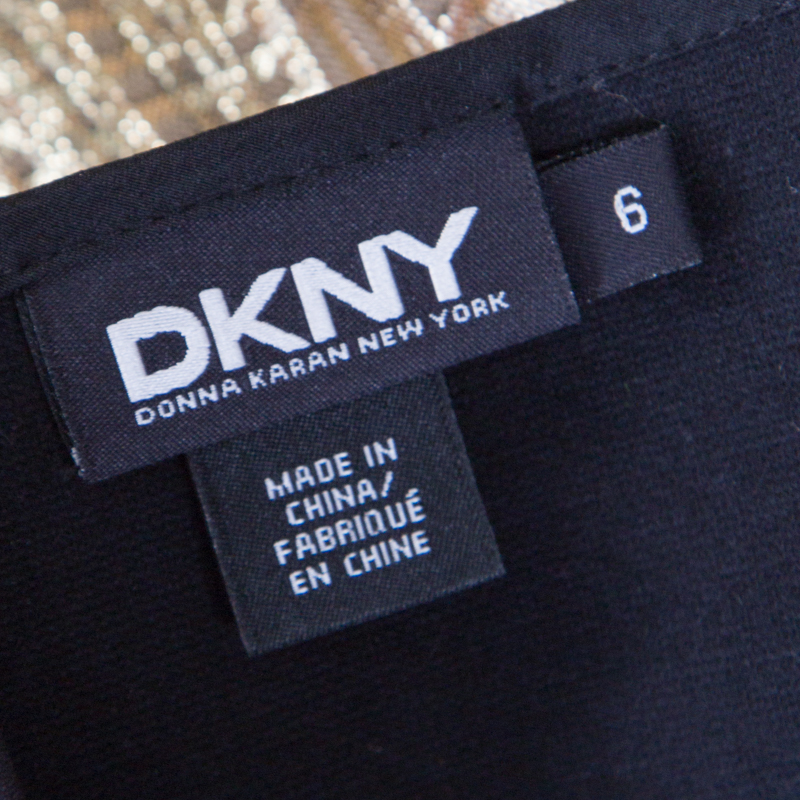 DKNY
DONNA KARAN NEW YORK
6
MADE IN
CHINA/
FABRIQUÉ
EN CHINE